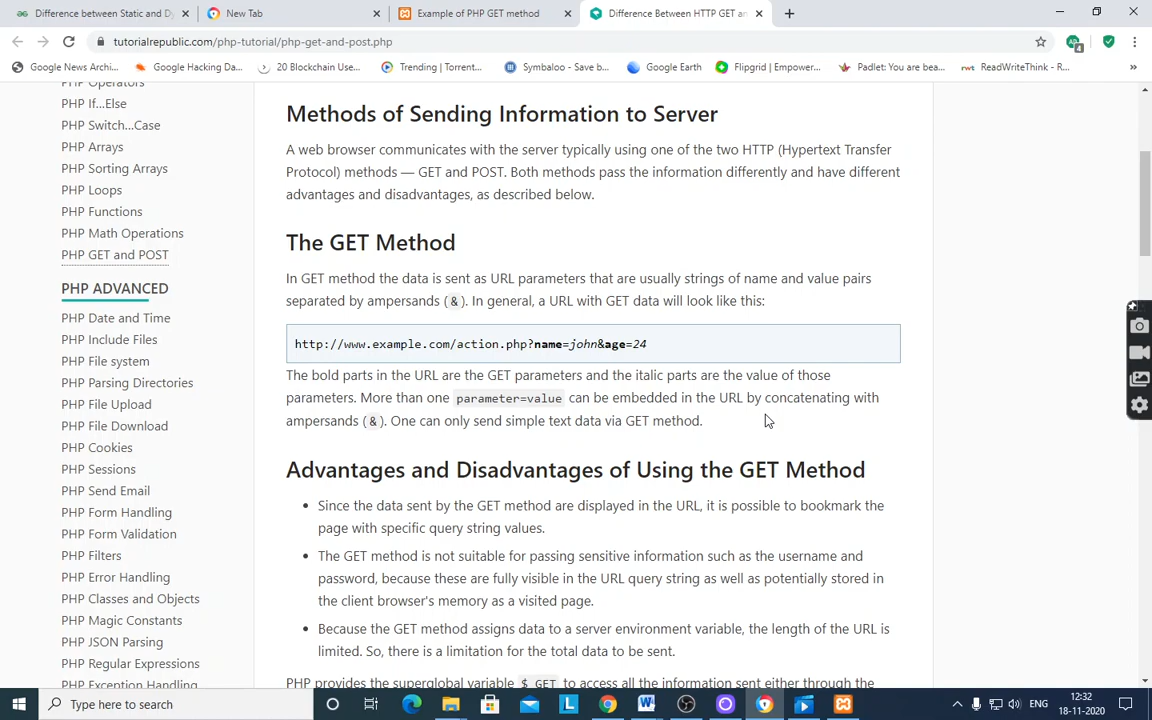 Difference between Static and Dy
New Tab
Example of PHP GET method
Difference Between HTTP GET an
tutorialrepublic.com/php-tutorial/php-get-and-post.php
Google News Archi...
Google Hacking Da...
20 Blockchain Use...
Trending | Torrent...
Symbaloo - Save b...
Google Earth
Flipgrid | Empower...
Padlet: You are bea...
ReadWriteThink - R...
PHP Operators
PHP If...Else
PHP Switch...Case
PHP Arrays
PHP Sorting Arrays
PHP Loops
PHP Functions
PHP Math Operations
PHP GET and POST
PHP ADVANCED
PHP Date and Time
PHP Include Files
PHP File system
PHP Parsing Directories
PHP File Upload
PHP File Download
PHP Cookies
PHP Sessions
PHP Send Email
PHP Form Handling
PHP Form Validation
PHP Filters
PHP Error Handling
PHP Classes and Objects
PHP Magic Constants
PHP JSON Parsing
PHP Regular Expressions
PHP Exception Handling
Methods of Sending Information to Server
A web browser communicates with the server typically using one of the two HTTP (Hypertext Transfer
Protocol) methods — GET and POST. Both methods pass the information differently and have different
advantages and disadvantages, as described below.
The GET Method
In GET method the data is sent as URL parameters that are usually strings of name and value pairs
separated by ampersands (&). In general, a URL with GET data will look like this:
http://www.example.com/action.php?name=john&age=24
The bold parts in the URL are the GET parameters and the italic parts are the value of those
parameters. More than one parameter=value can be embedded in the URL by concatenating with
ampersands (&). One can only send simple text data via GET method.
Advantages and Disadvantages of Using the GET Method
• Since the data sent by the GET method are displayed in the URL, it is possible to bookmark the
page with specific query string values.
• The GET method is not suitable for passing sensitive information such as the username and
password, because these are fully visible in the URL query string as well as potentially stored in
the client browser's memory as a visited page.
• Because the GET method assigns data to a server environment variable, the length of the URL is
limited. So, there is a limitation for the total data to be sent.
PHP provides the superglobal variable $_GET to access all the information sent either through the
Type here to search
ENG
12:32
18-11-2020